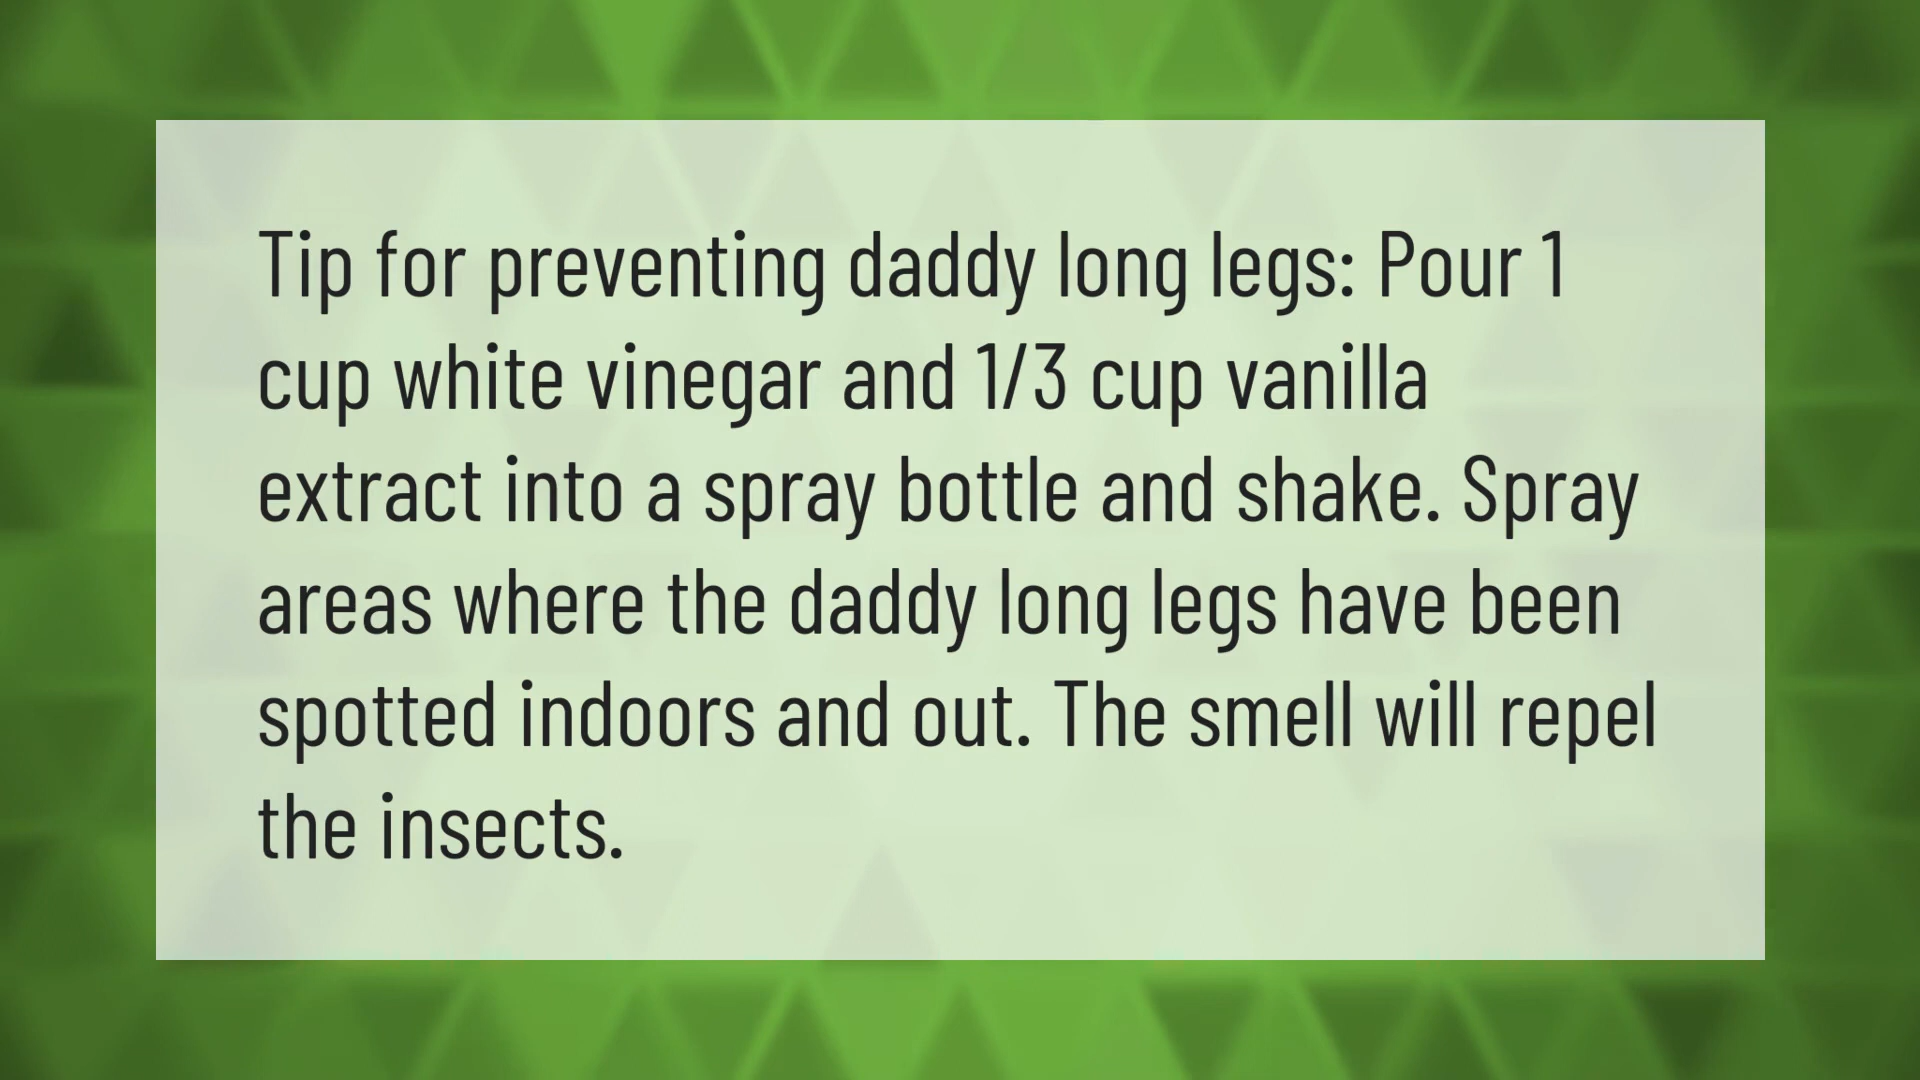 Tip for preventing daddy long legs: Pour 1
cup white vinegar and 1/3 cup vanilla
extract into a spray bottle and shake. Spray
areas where the daddy long legs have been
spotted indoors and out. The smell will repel
the insects.